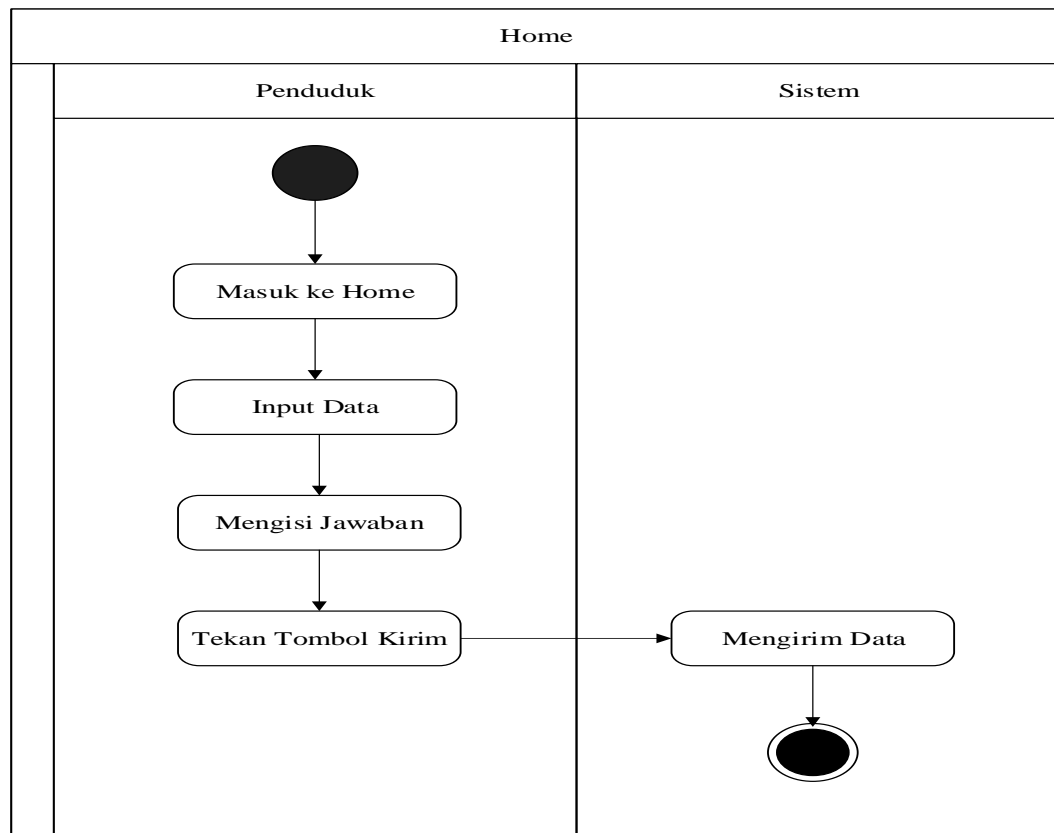 Home
Penduduk
Sistem
Masuk ke Home
Input Data
Mengisi Jawaban
Tekan Tombol Kirim
Mengirim Data